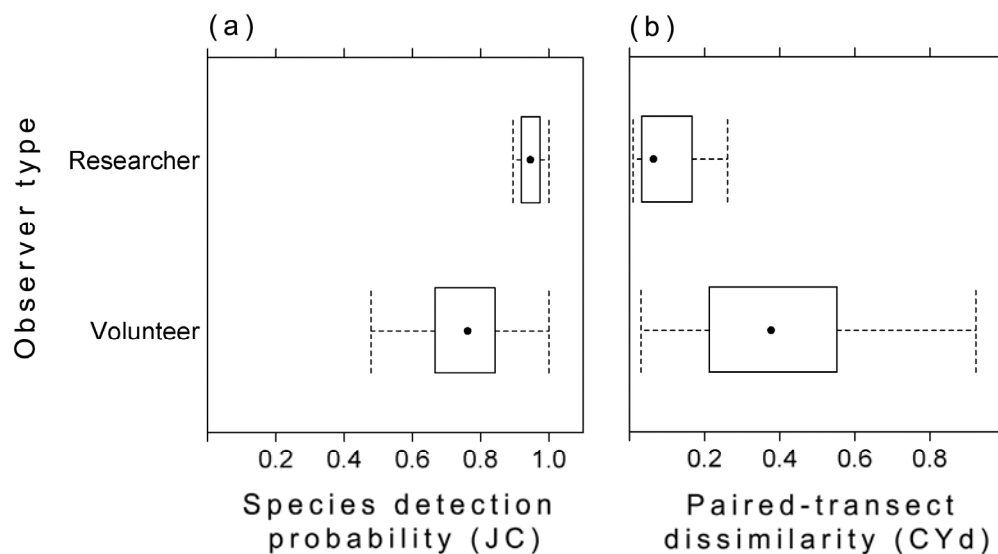 (a)
(b)
Observer type
Researcher
Volunteer
0.2 0.4 0.6 0.8 1.0
0.2 0.4 0.6 0.8
Species detection
probability (JC)
Paired-transect
dissimilarity (CYd)